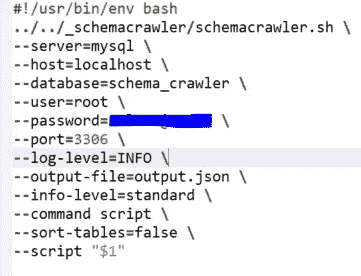 #!/usr/bin/env bash
../../_schemacrawler/schemacrawler.sh \
--server=mysql \
--host=localhost \
--database=schema_crawler \
--user=root \
--password= \
--port=3306 \
--log-level=INFO \
--output-file=output.json \
--info-level=standard \
--command script \
--sort-tables=false \
--script "$1"